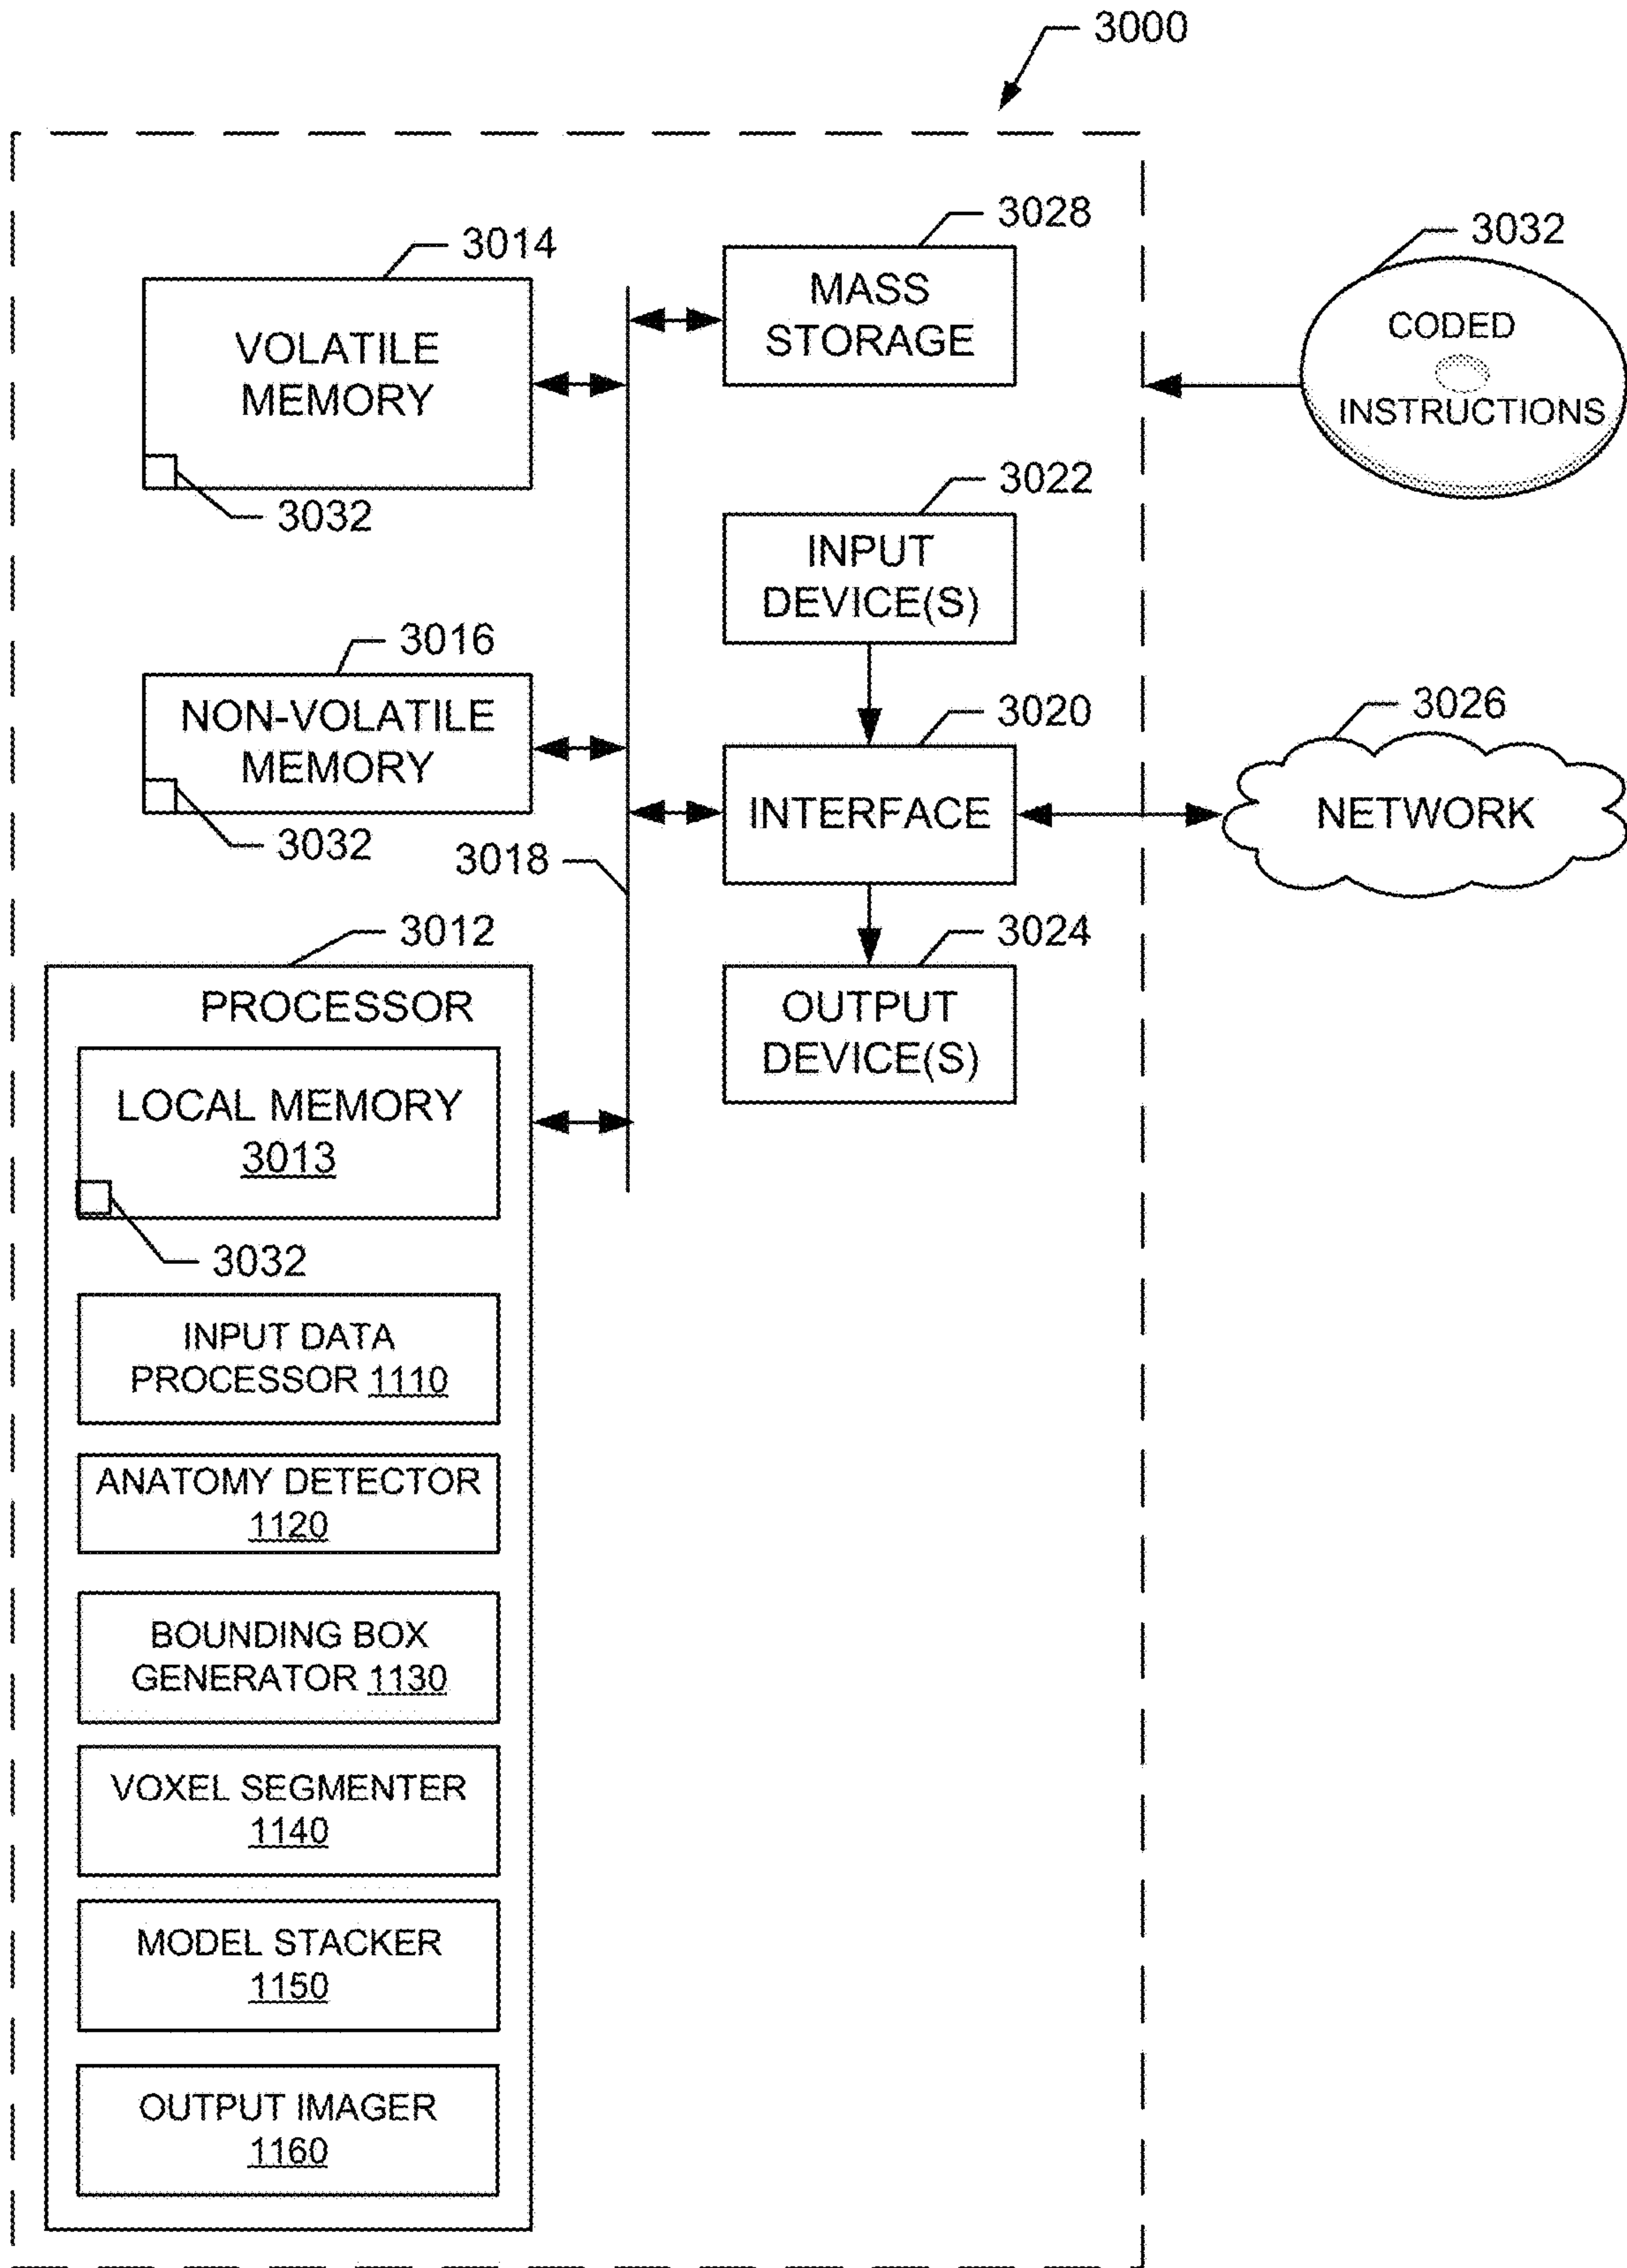 3000
3028
3014
3032
MASS
STORAGE
VOLATILE
MEMORY
CODED
INSTRUCTIONS
3032
3022
INPUT
DEVICE(S)
3016
3020
3026
NON-VOLATILE
MEMORY
INTERFACE
NETWORK
3032
3018
3012
3024
PROCESSOR
OUTPUT
DEVICE(S)
LOCAL MEMORY
3013
3032
INPUT DATA
PROCESSOR 1110
ANATOMY DETECTOR
1120
BOUNDING BOX
GENERATOR 1130
VOXEL SEGMENTER
1140
MODEL STACKER
1150
OUTPUT IMAGER
1160